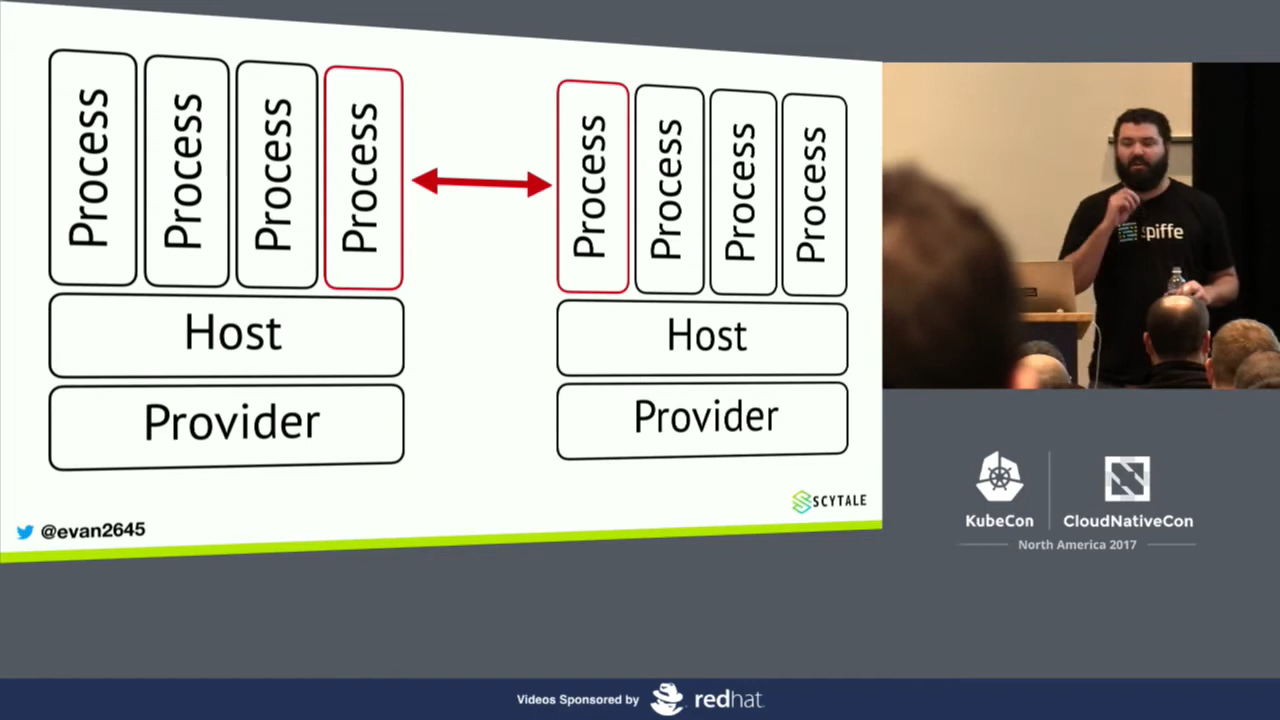 Process
Process
Process
Process
Process
Process
Process
Process
Host
Host
Provider
Provider
SCYTALE
@evan2645
spiffe
KubeCon
CloudNativeCon
North America 2017
Videos Sponsored by
redhat.